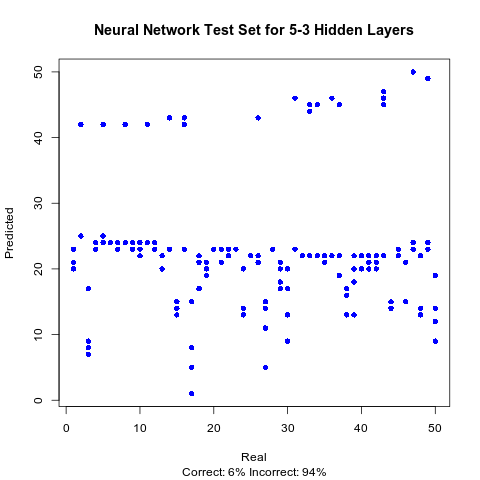 Neural Network Test Set for 5-3 Hidden Layers
Predicted
50
40
30
20
10
0
0 10 20 30 40 50
Real
Correct: 6% Incorrect: 94%